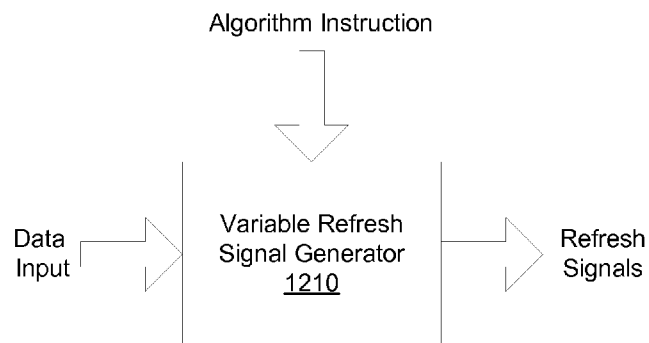 Algorithm Instruction
Data
Input
Variable Refresh
Signal Generator
1210
Refresh
Signals